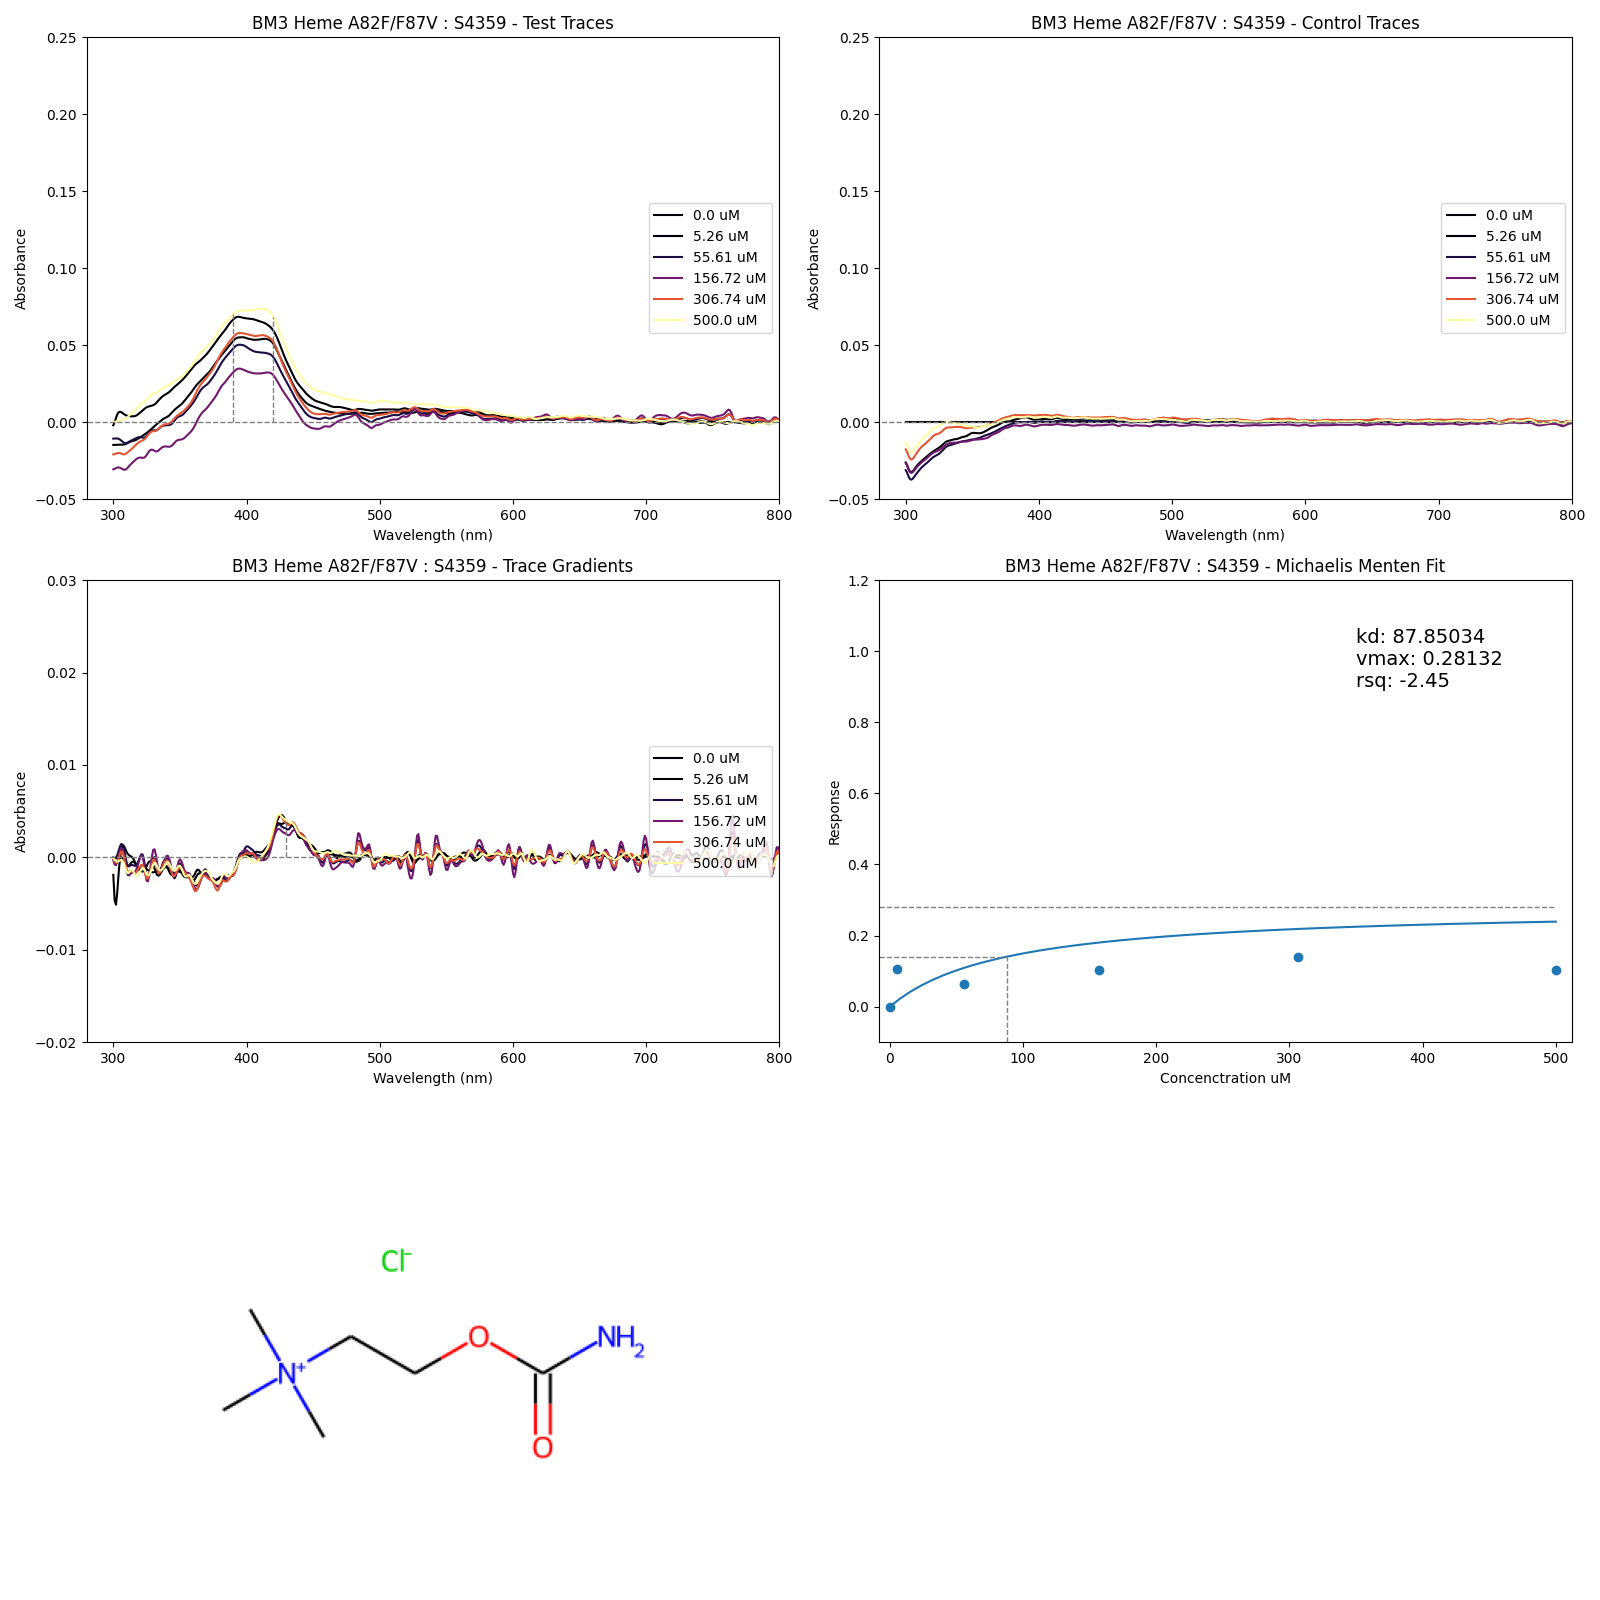 BM3 Heme A82F/F87V : S4359 - Test Traces
0.25
0.20
0.15
0.10
0.05
0.00
−0.05
Absorbance
300 400 500 600 700 800
Wavelength (nm)
0.0 uM
5.26 uM
55.61 uM
156.72 uM
306.74 uM
500.0 uM
BM3 Heme A82F/F87V : S4359 - Control Traces
0.25
0.20
0.15
0.10
0.05
0.00
−0.05
Absorbance
300 400 500 600 700 800
Wavelength (nm)
0.0 uM
5.26 uM
55.61 uM
156.72 uM
306.74 uM
500.0 uM
BM3 Heme A82F/F87V : S4359 - Trace Gradients
0.03
0.02
0.01
0.00
−0.01
−0.02
Absorbance
300 400 500 600 700 800
Wavelength (nm)
0.0 uM
5.26 uM
55.61 uM
156.72 uM
306.74 uM
500.0 uM
BM3 Heme A82F/F87V : S4359 - Michaelis Menten Fit
1.2
1.0
0.8
0.6
0.4
0.2
0.0
Response
0 100 200 300 400 500
Concenctration uM
kd: 87.85034
vmax: 0.28132
rsq: -2.45
Cl⁻
N⁺
O
NH₂
O